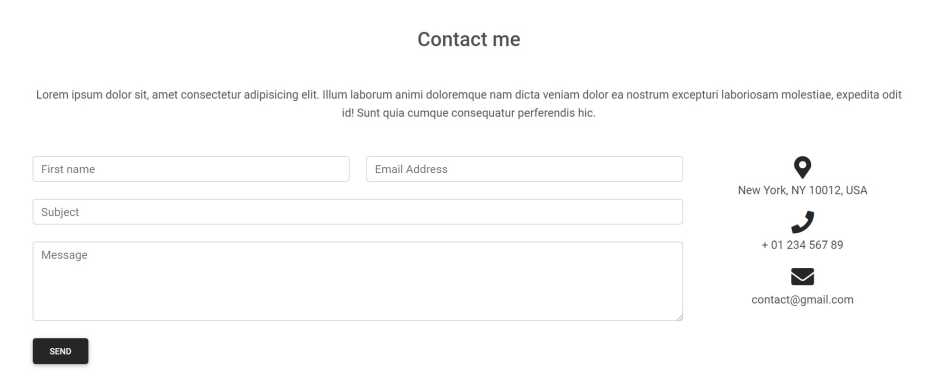 Contact me
Lorem ipsum dolor sit, amet consectetur adipisicing elit. Illum laborum animi doloremque nam dicta veniam dolor ea nostrum excepturi laboriosam molestiae, expedita odit
id! Sunt quia cumque consequatur perferendis hic.
First name
Email Address
Subject
Message
SEND
New York, NY 10012, USA
+ 01 234 567 89
contact@gmail.com